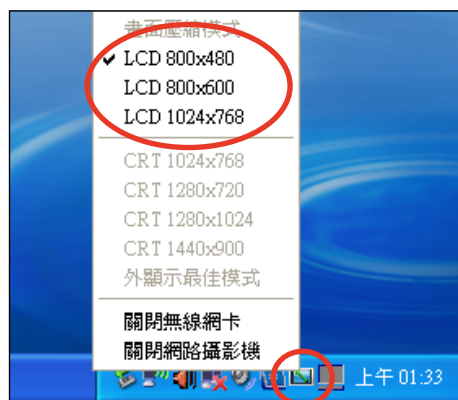 畫面壓縮模式
LCD 800x480
LCD 800x600
LCD 1024x768
CRT 1024x768
CRT 1280x720
CRT 1280x1024
CRT 1440x900
外顯示最佳模式
關閉無線網卡
關閉網路攝影機
上午 01:33